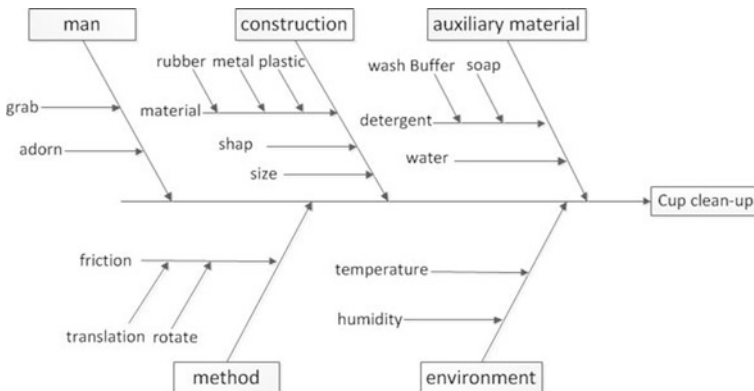 man
construction
auxiliary material
rubber metal plastic
wash Buffer
soap
grab
material
detergent
adorn
shap
water
size
Cup clean-up
friction
temperature
translation rotate
humidity
method
environment